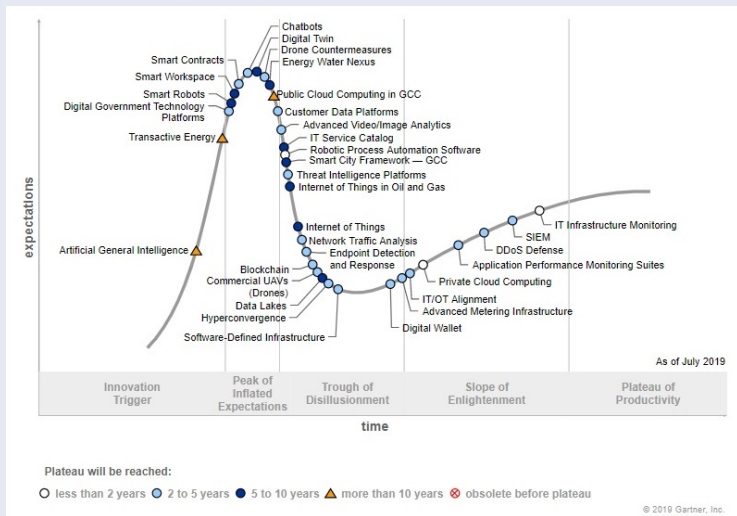 Chatbots
Digital Twin
Drone Countermeasures
Energy Water Nexus
Smart Contracts
Smart Workspace
Smart Robots
Digital Government Technology
Platforms
Transactive Energy
Artificial General Intelligence
Public Cloud Computing in GCC
Customer Data Platforms
Advanced Video/Image Analytics
IT Service Catalog
Robotic Process Automation Software
Smart City Framework — GCC
Threat Intelligence Platforms
Internet of Things in Oil and Gas
Internet of Things
Network Traffic Analysis
Endpoint Detection
and Response
Blockchain
Commercial UAVs
(Drones)
Data Lakes
Hyperconvergence
Software-Defined Infrastructure
IT Infrastructure Monitoring
SIEM
DDoS Defense
Application Performance Monitoring Suites
Private Cloud Computing
IT/OT Alignment
Advanced Metering Infrastructure
Digital Wallet
expectations
As of July 2019
Innovation
Trigger
Peak of
Inflated
Expectations
Trough of
Disillusionment
Slope of
Enlightenment
Plateau of
Productivity
time
Plateau will be reached:
less than 2 years 2 to 5 years 5 to 10 years more than 10 years obsolete before plateau
© 2019 Gartner, Inc.